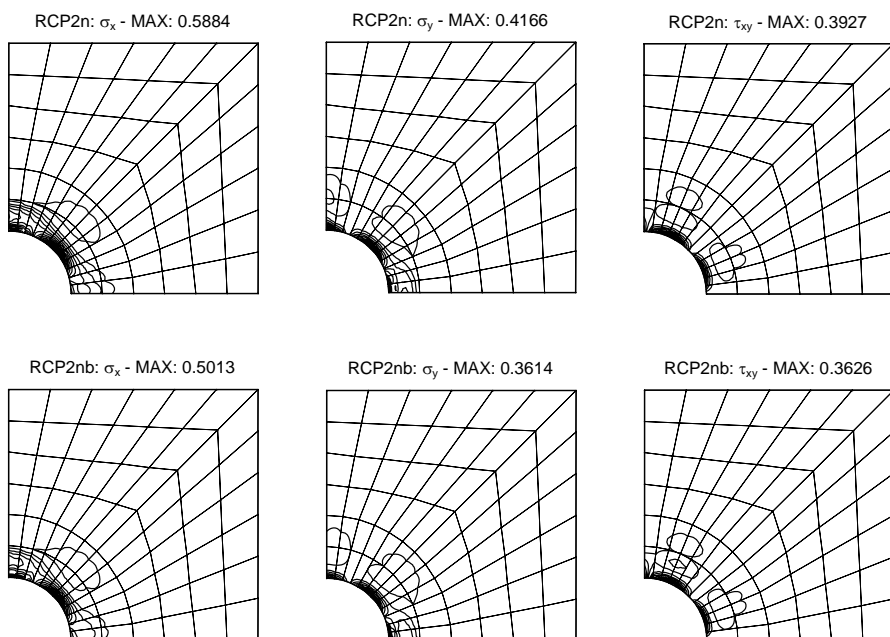 RCP2n: σx - MAX: 0.5884
RCP2n: σy - MAX: 0.4166
RCP2n: τxy - MAX: 0.3927
RCP2nb: σx - MAX: 0.5013
RCP2nb: σy - MAX: 0.3614
RCP2nb: τxy - MAX: 0.3626